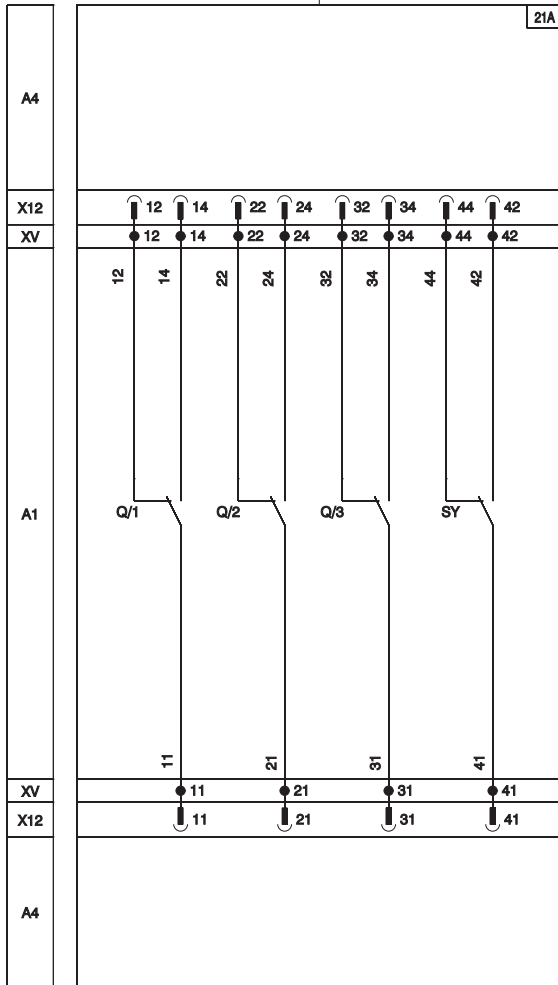 21A
A4
X12 12 14 22 24 32 34 44 42
XV 12 14 22 24 32 34 44 42
12 14 22 24 32 34 44 42
A1 Q/1 Q/2 Q/3 SY
11 21 31 41
XV 11 21 31 41
X12 11 21 31 41
A4